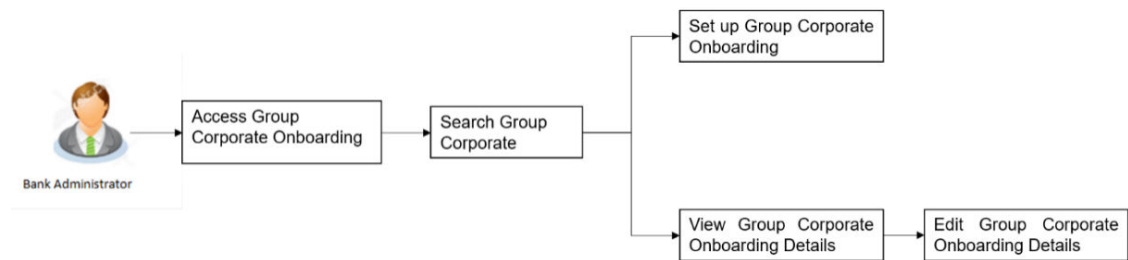 Set up Group Corporate
Onboarding
Access Group
Corporate Onboarding
Search Group
Corporate
Bank Administrator
View Group Corporate
Onboarding Details
Edit Group Corporate
Onboarding Details